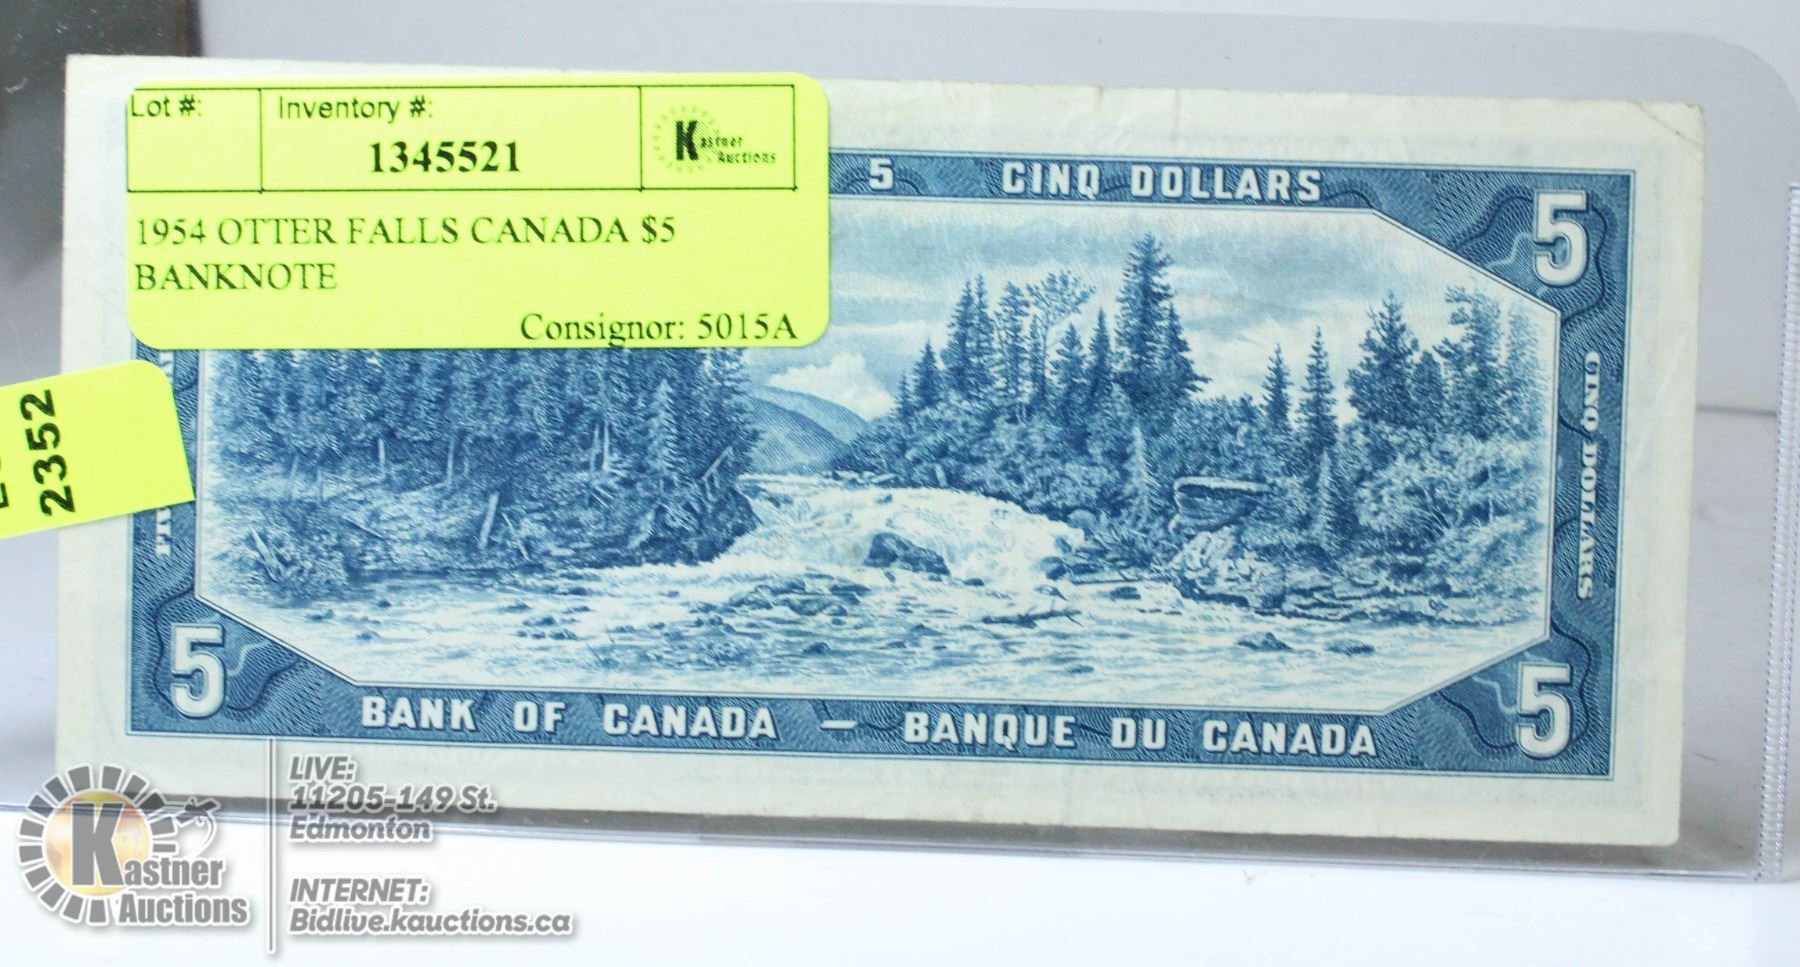 Lot #:
Inventory #:
1345521
Kastner
Auctions
1954 OTTER FALLS CANADA $5
BANKNOTE
Consignor: 5015A
2352
5
CINQ DOLLARS
5
CINQ DOLLARS
5
5
BANK OF CANADA — BANQUE DU CANADA
Kastner
Auctions
LIVE:
11205-149 St.
Edmonton
INTERNET:
Bidlive.kauctions.ca